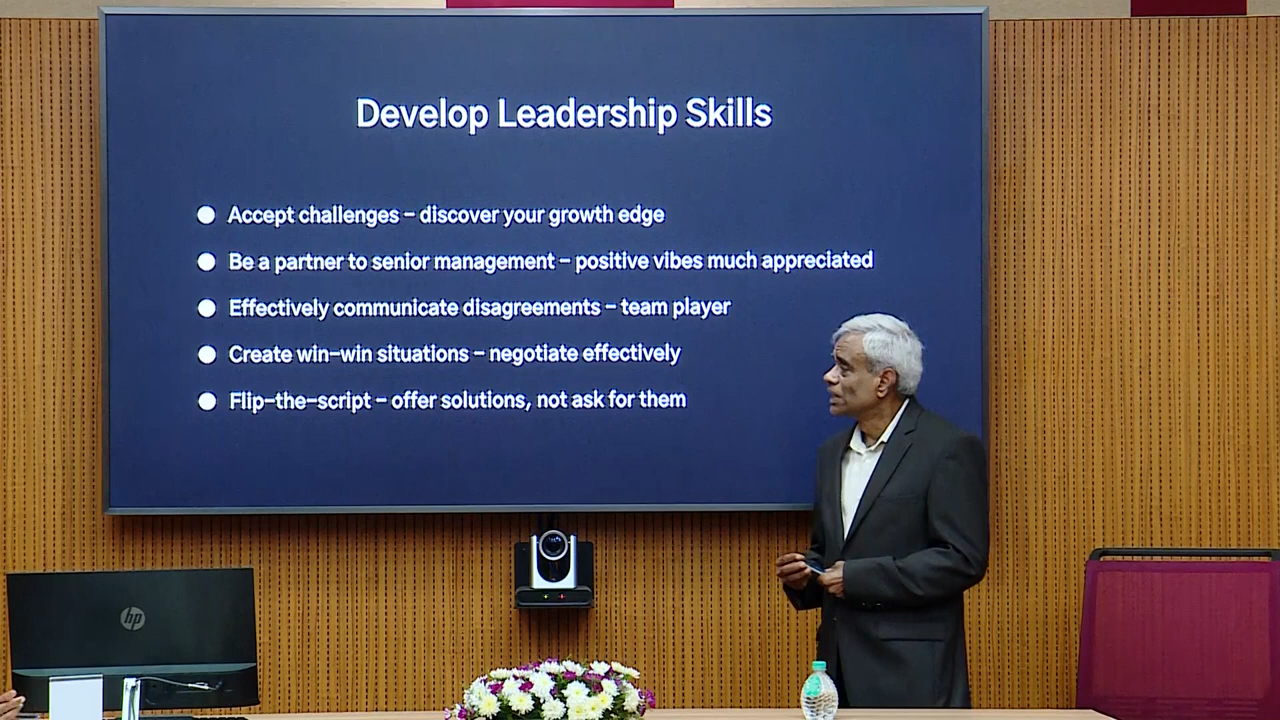 Develop Leadership Skills
Accept challenges – discover your growth edge
Be a partner to senior management – positive vibes much appreciated
Effectively communicate disagreements – team player
Create win-win situations – negotiate effectively
Flip-the-script – offer solutions, not ask for them
hp